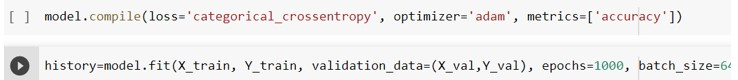 [ ] model.compile(loss='categorical_crossentropy', optimizer='adam', metrics=['accuracy'])
history=model.fit(X_train, Y_train, validation_data=(X_val,Y_val), epochs=1000, batch_size=64